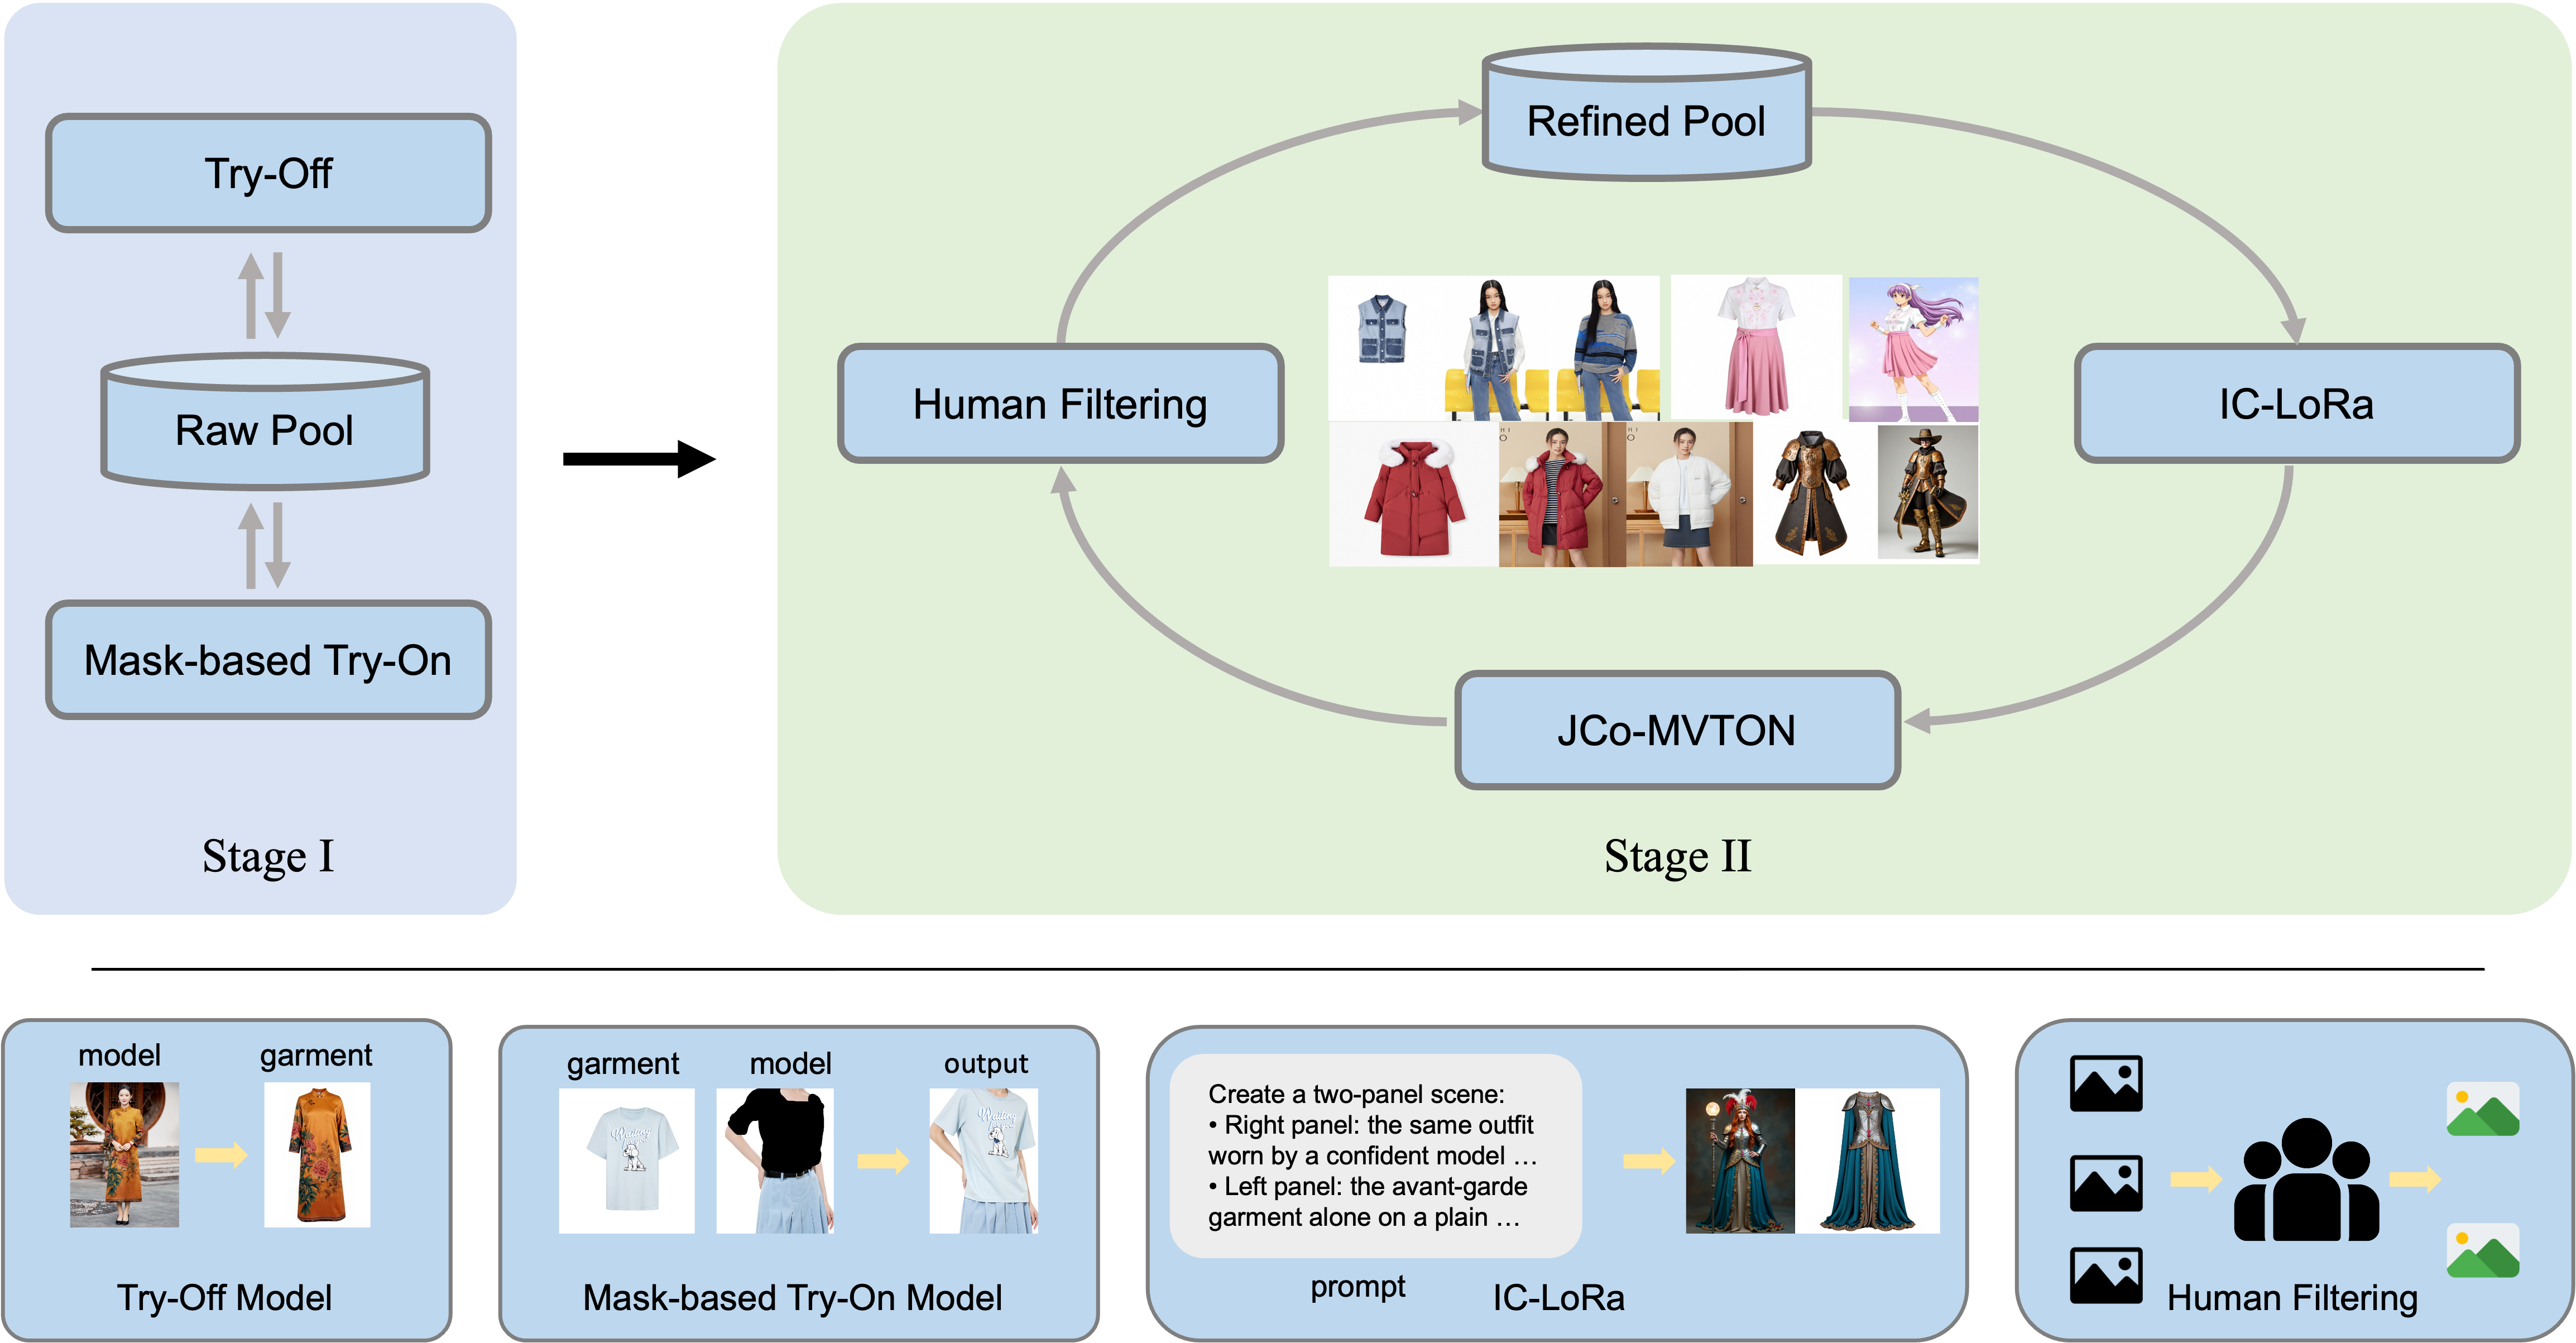 Try-Off
Raw Pool
Mask-based Try-On
Stage I
Refined Pool
Human Filtering
IC-LoRa
JCo-MVTON
Stage II
model
garment
Try-Off Model
garment
model
output
Mask-based Try-On Model
Create a two-panel scene:
• Right panel: the same outfit
worn by a confident model ...
• Left panel: the avant-garde
garment alone on a plain ...
prompt
IC-LoRa
Human Filtering